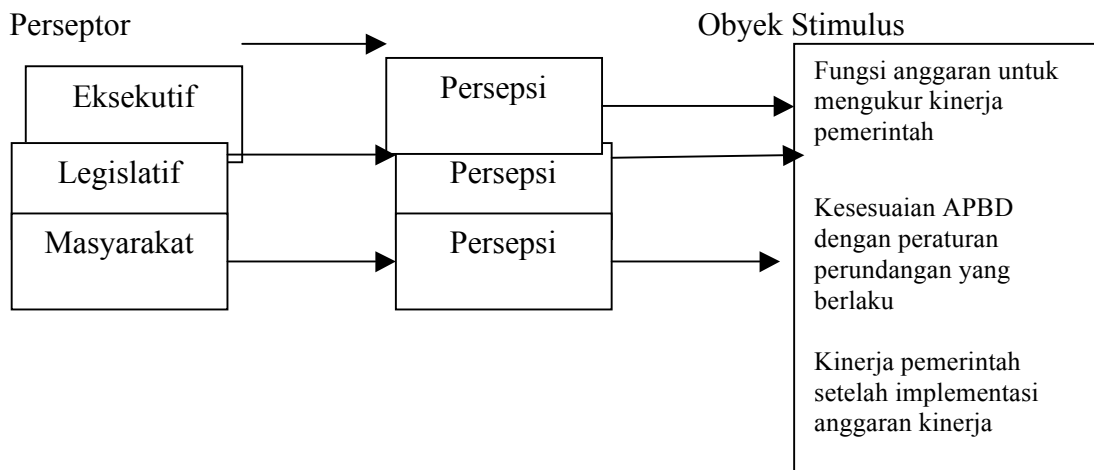 Perseptor
Obyek Stimulus
Eksekutif
Persepsi
Legislatif
Persepsi
Masyarakat
Persepsi
Fungsi anggaran untuk
mengukur kinerja
pemerintah
Kesesuaian APBD
dengan peraturan
perundangan yang
berlaku
Kinerja pemerintah
setelah implementasi
anggaran kinerja